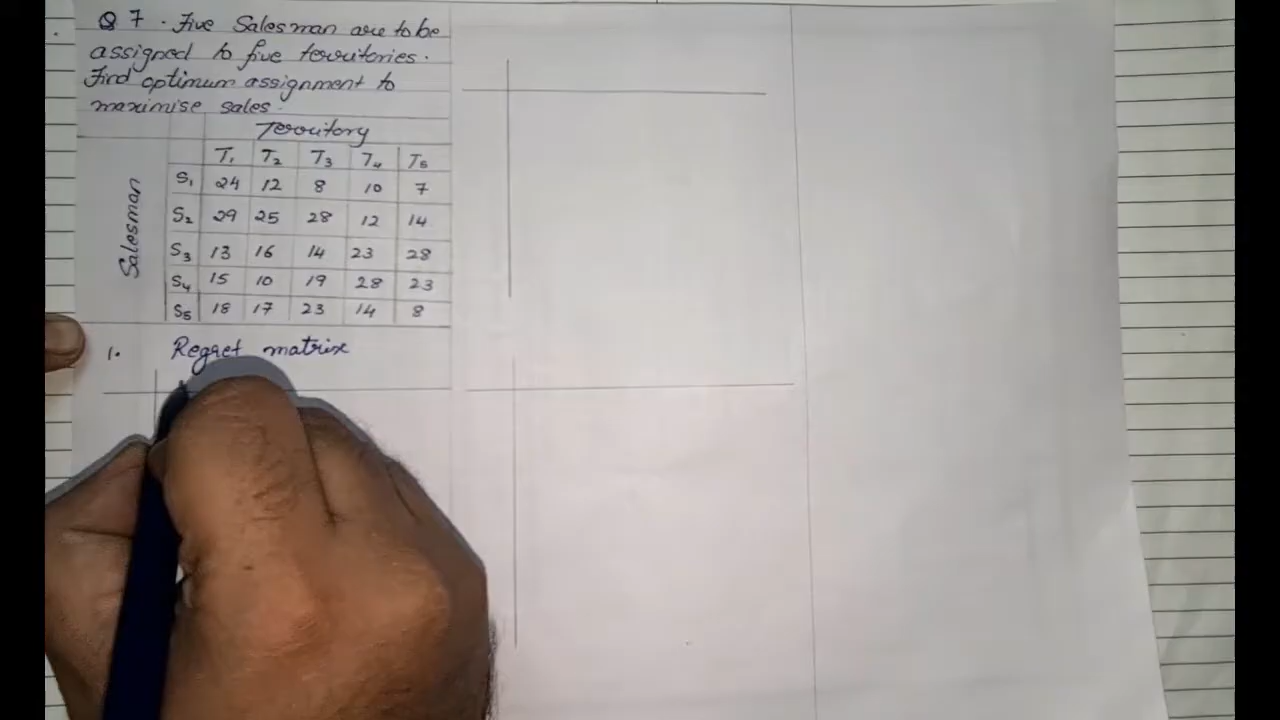 Q 7. Five Salesman are to be
assigned to five territories.
Find optimum assignment to
maximise sales.
Territory
T1 T2 T3 T4 T5
Salesman
S1 24 12 8 10 7
S2 29 25 28 12 14
S3 13 16 14 23 28
S4 15 10 19 28 23
S5 18 17 23 14 8
1. Regret matrix